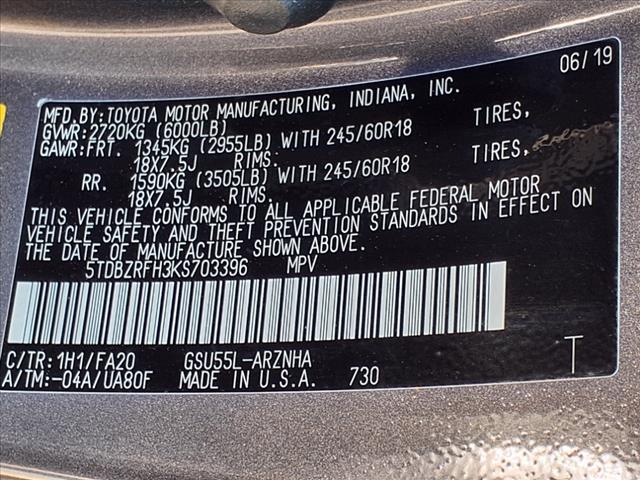 06/19
MFD.BY:TOYOTA MOTOR MANUFACTURING, INDIANA, INC.
GVWR:2720KG (6000LB)
GAWR:FRT. 1345KG (2955LB) WITH 245/60R18 TIRES,
18X7.5J RIMS.
RR. 1590KG (3505LB) WITH 245/60R18 TIRES,
18X7.5J RIMS.
THIS VEHICLE CONFORMS TO ALL APPLICABLE FEDERAL MOTOR
VEHICLE SAFETY AND THEFT PREVENTION STANDARDS IN EFFECT ON
THE DATE OF MANUFACTURE SHOWN ABOVE.
5TDBZRFH3KS703396 MPV
C/TR:1H1/FA20 GSU55L-ARZNHA T
A/TM:-04A/UA80F MADE IN U.S.A. 730